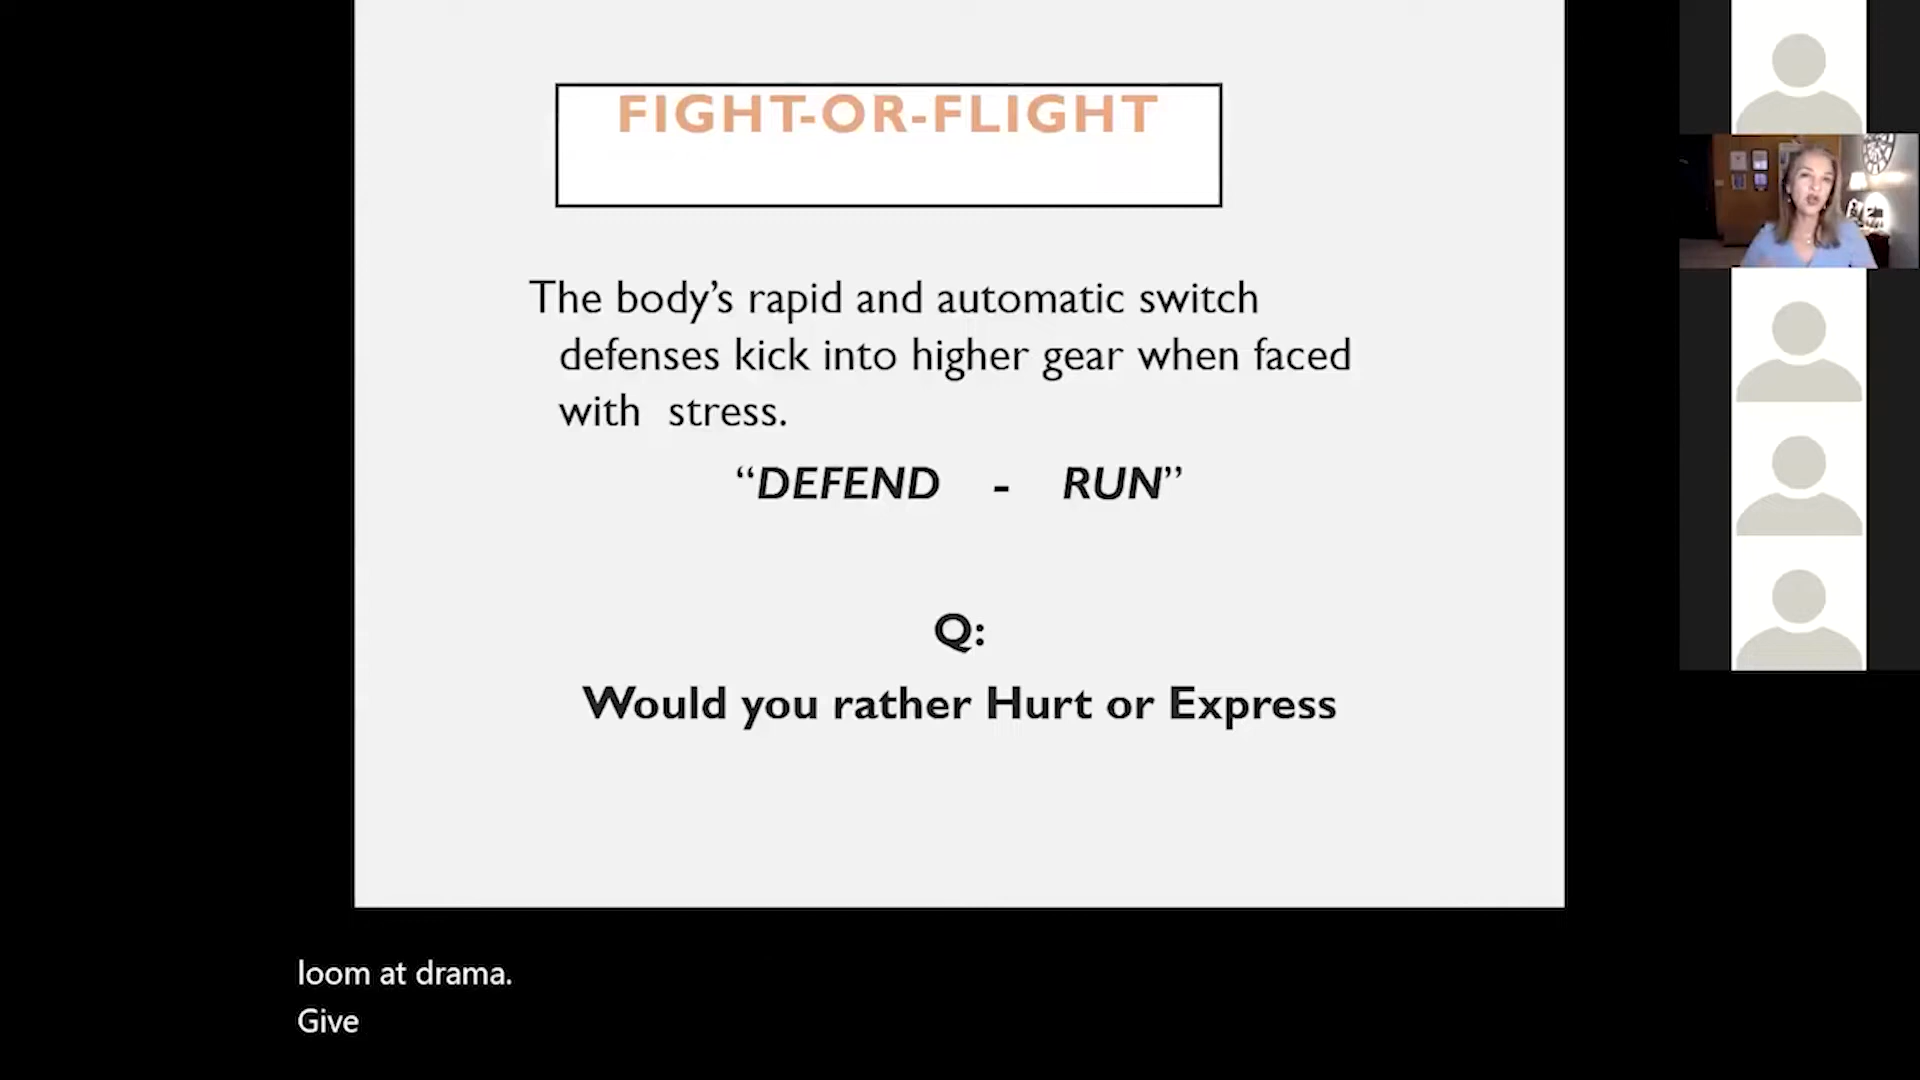 FIGHT-OR-FLIGHT
The body’s rapid and automatic switch
defenses kick into higher gear when faced
with stress.
“DEFEND - RUN”
Q:
Would you rather Hurt or Express
loom at drama.
Give